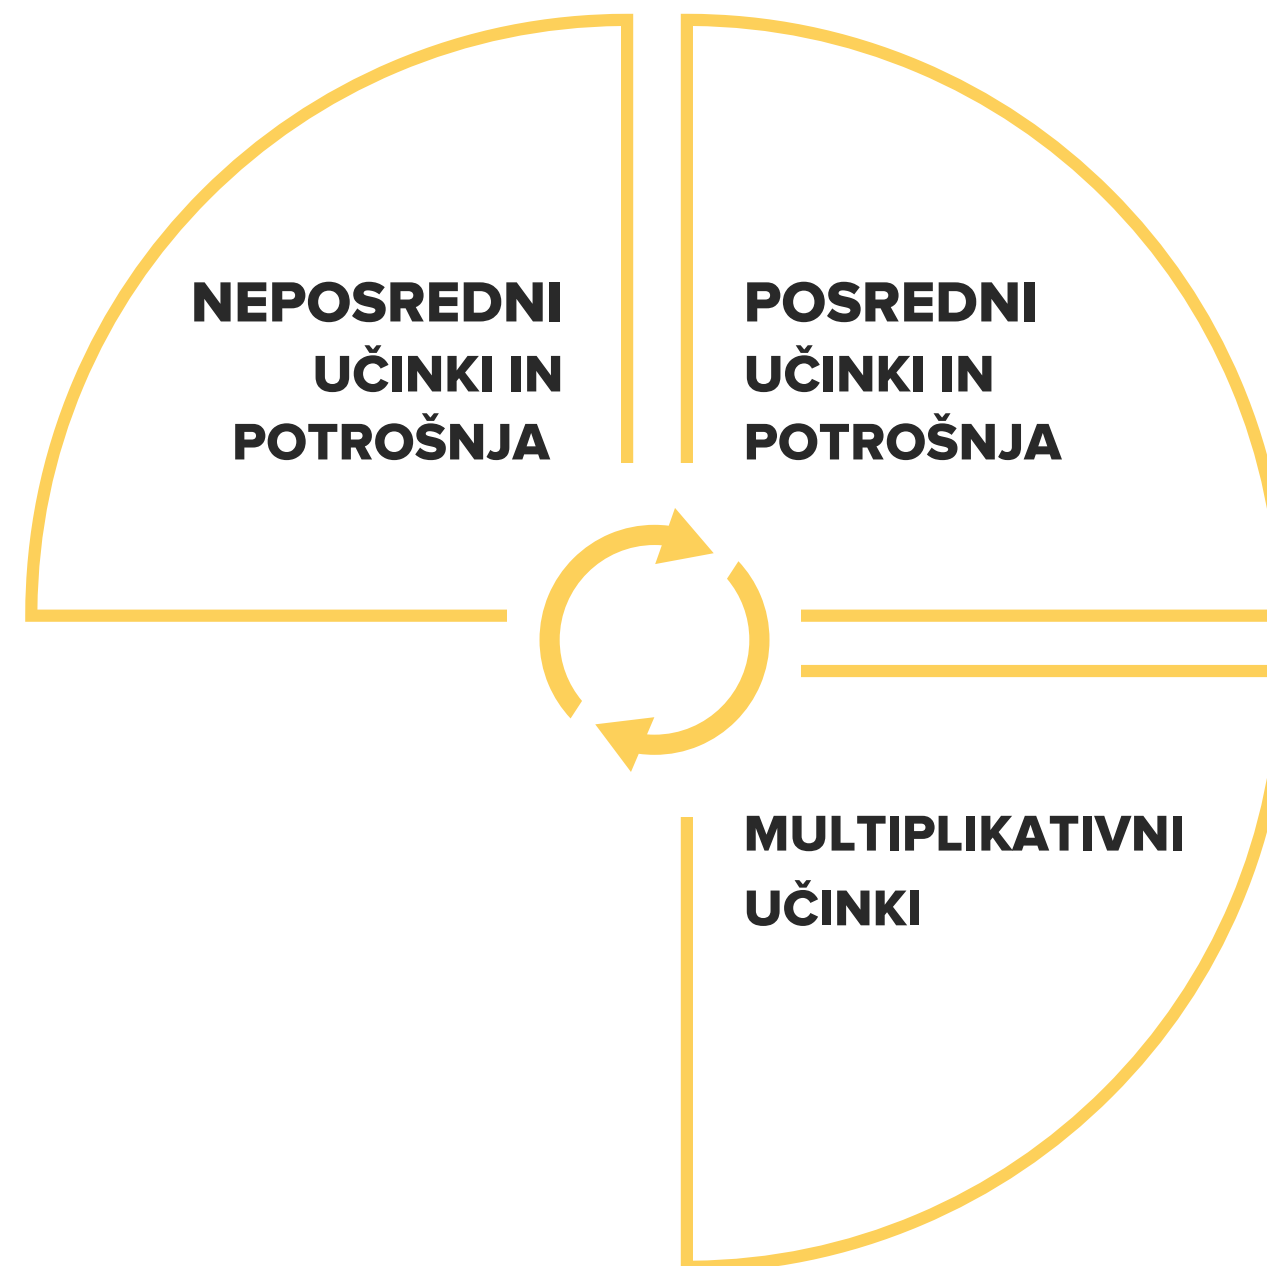 NEPOSREDNI
UČINKI IN
POTROŠNJA
POSREDNI
UČINKI IN
POTROŠNJA
MULTIPLIKATIVNI
UČINKI